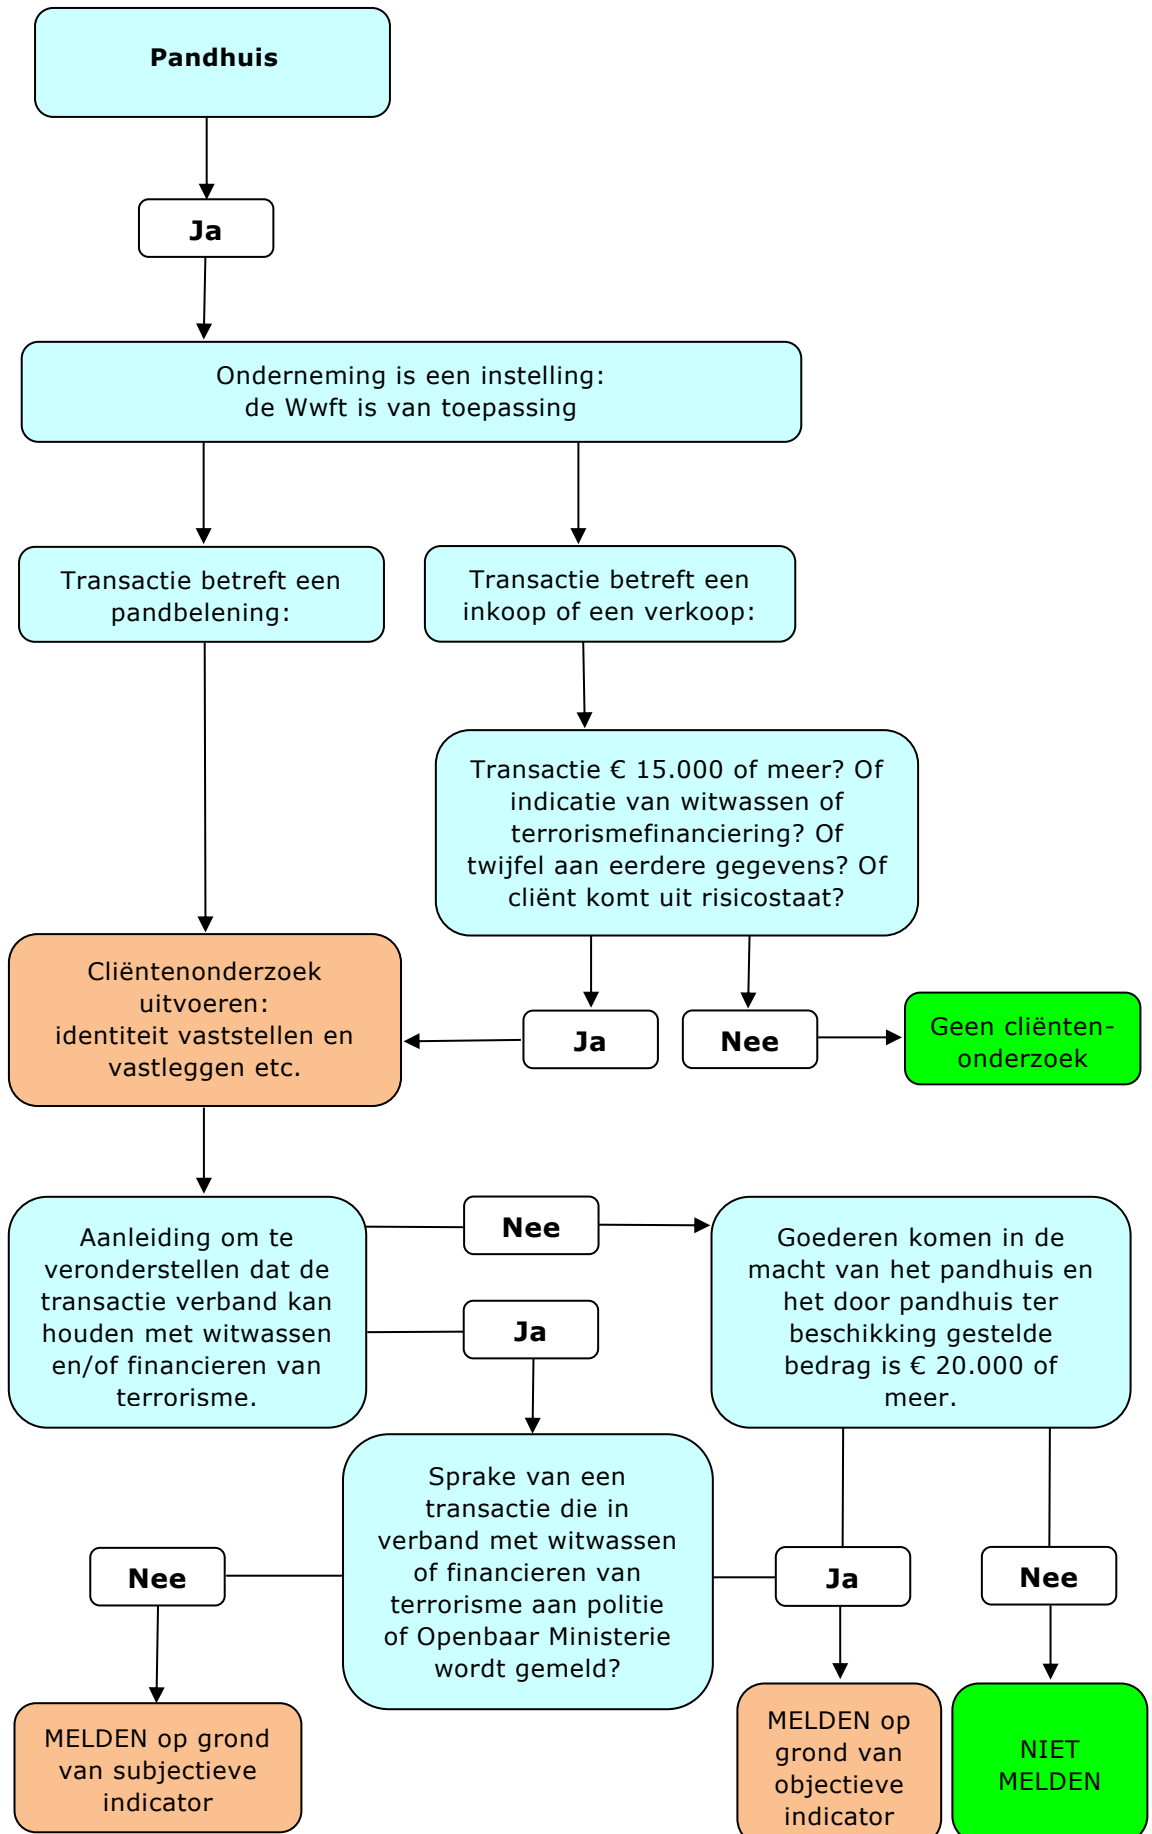 Pandhuis
Ja
Onderneming is een instelling:
de Wwft is van toepassing
Transactie betreft een
pandbelening:
Transactie betreft een
inkoop of een verkoop:
Transactie € 15.000 of meer? Of
indicatie van witwassen of
terrorismefinanciering? Of
twijfel aan eerdere gegevens? Of
cliënt komt uit risicostaat?
Cliëntenonderzoek
uitvoeren:
identiteit vaststellen en
vastleggen etc.
Ja
Nee
Geen cliënten-
onderzoek
Aanleiding om te
veronderstellen dat de
transactie verband kan
houden met witwassen
en/of financieren van
terrorisme.
Nee
Ja
Goederen komen in de
macht van het pandhuis en
het door pandhuis ter
beschikking gestelde
bedrag is € 20.000 of
meer.
Sprake van een
transactie die in
verband met witwassen
of financieren van
terrorisme aan politie
of Openbaar Ministerie
wordt gemeld?
Nee
Ja
Nee
MELDEN op grond
van subjectieve
indicator
MELDEN op
grond van
objectieve
indicator
NIET
MELDEN